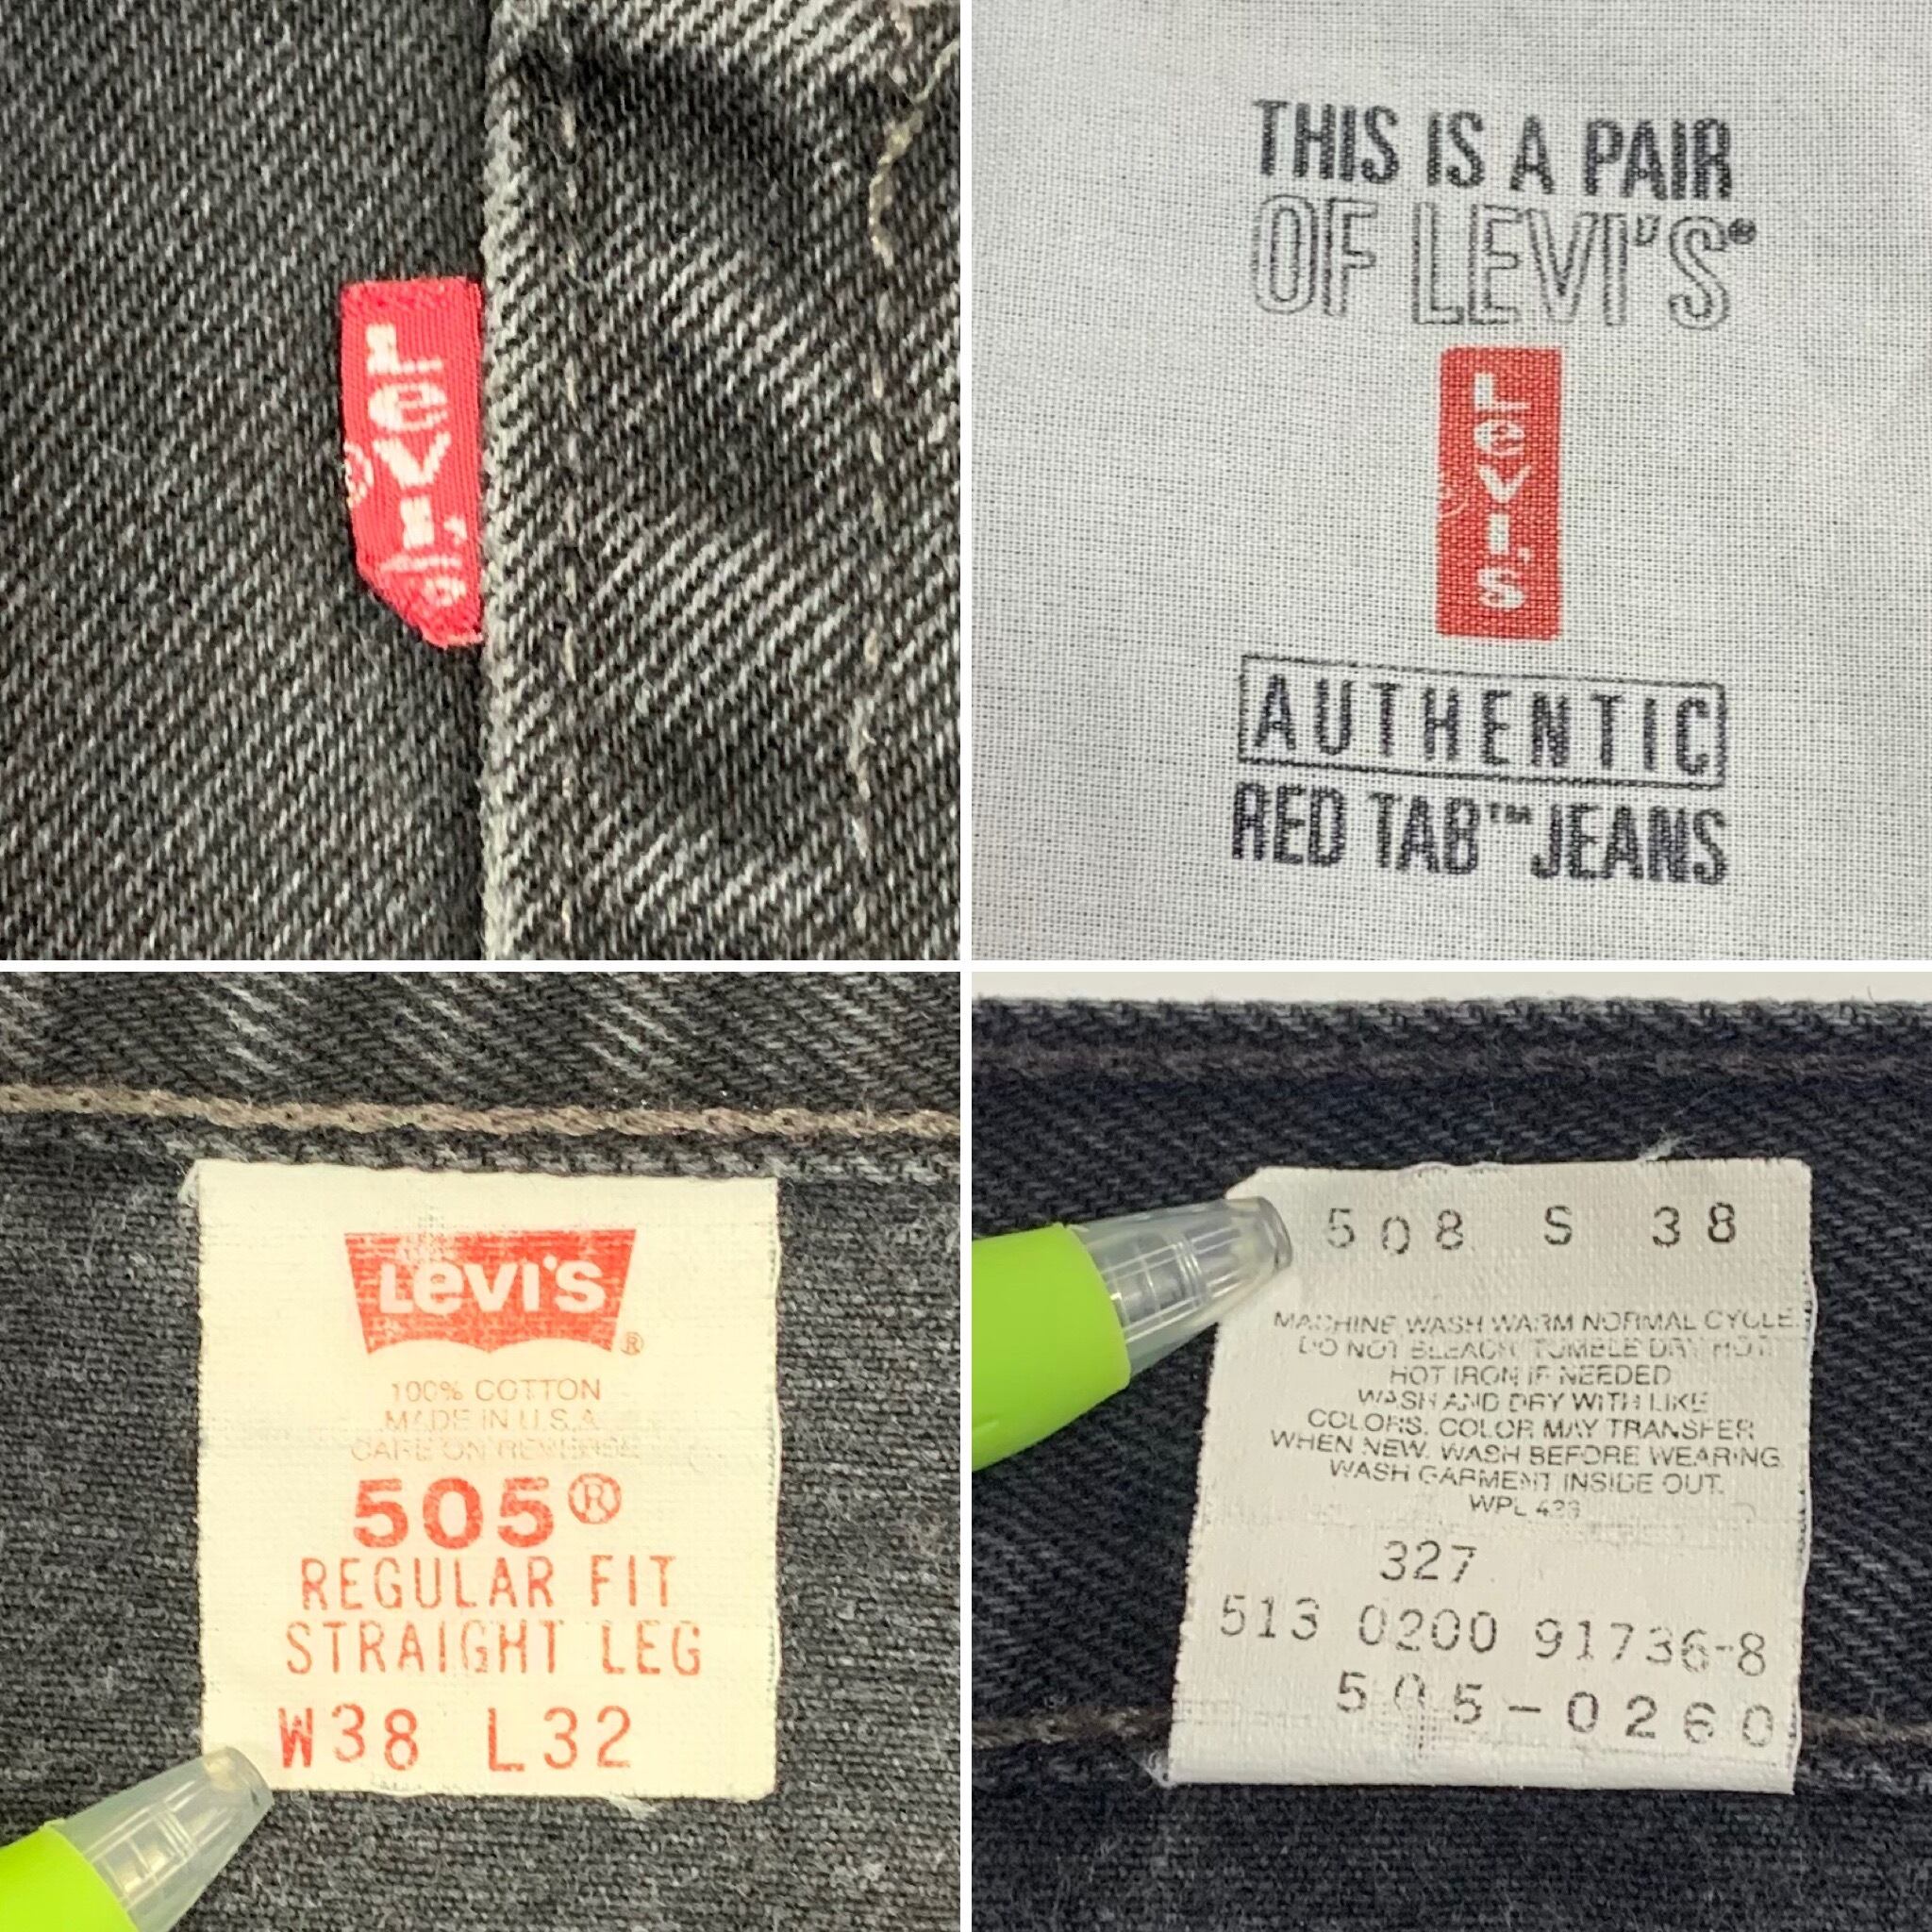 Levi's
®
THIS IS A PAIR
OF LEVI'S®
Levi's
®
AUTHENTIC
RED TAB™ JEANS
Levi's
®
100% COTTON
MADE IN U.S.A.
CARE ON REVERSE
505®
REGULAR FIT
STRAIGHT LEG
W38 L32
508 S 38
MACHINE WASH WARM NORMAL CYCLE.
DO NOT BLEACH. TUMBLE DRY HOT.
HOT IRON IF NEEDED
WASH AND DRY WITH LIKE
COLORS. COLOR MAY TRANSFER
WHEN NEW. WASH BEFORE WEARING.
WASH GARMENT INSIDE OUT.
WPL 423
327
513 0200 91736-8
505-0260